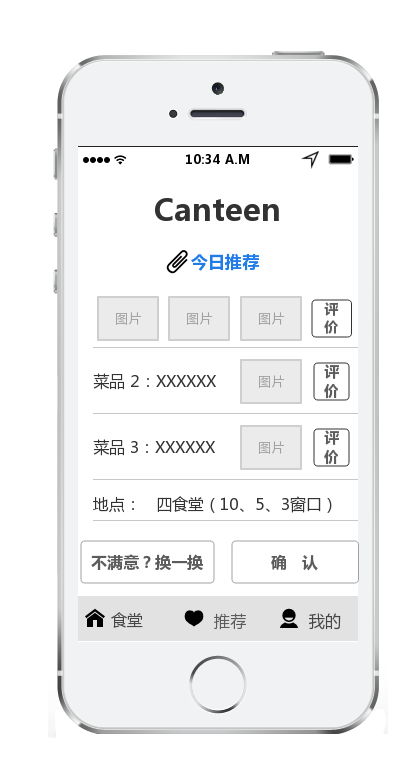 10:34 A.M
Canteen
今日推荐
图片 图片 图片 评
价
菜品 2：XXXXXX 图片 评
价
菜品 3：XXXXXX 图片 评
价
地点： 四食堂（10、5、3窗口）
不满意？换一换 确 认
食堂 推荐 我的